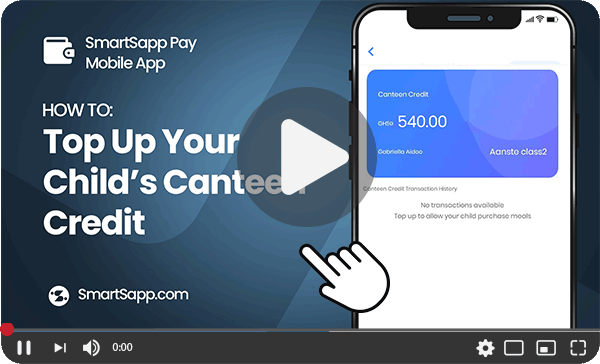 SmartSapp Pay
Mobile App
HOW TO:
Top Up Your
Child's Canteen
Credit
SmartSapp.com
Canteen Credit
GHS0 540.00
Gabriella Aidoo
Aansto class2
Canteen Credit Transaction History
No transactions available
Top up to allow your child purchase meals
0:00